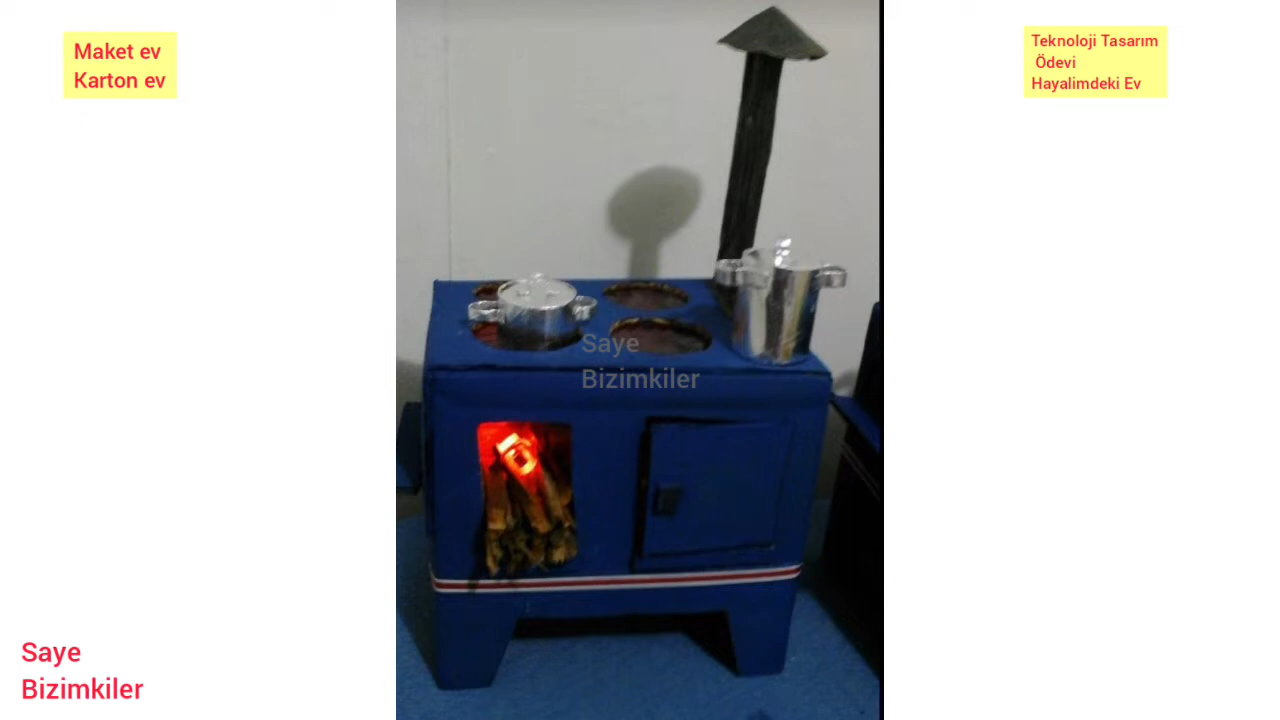 Maket ev
Karton ev
Teknoloji Tasarım
Ödevi
Hayalimdeki Ev
Saye
Bizimkiler
Saye
Bizimkiler